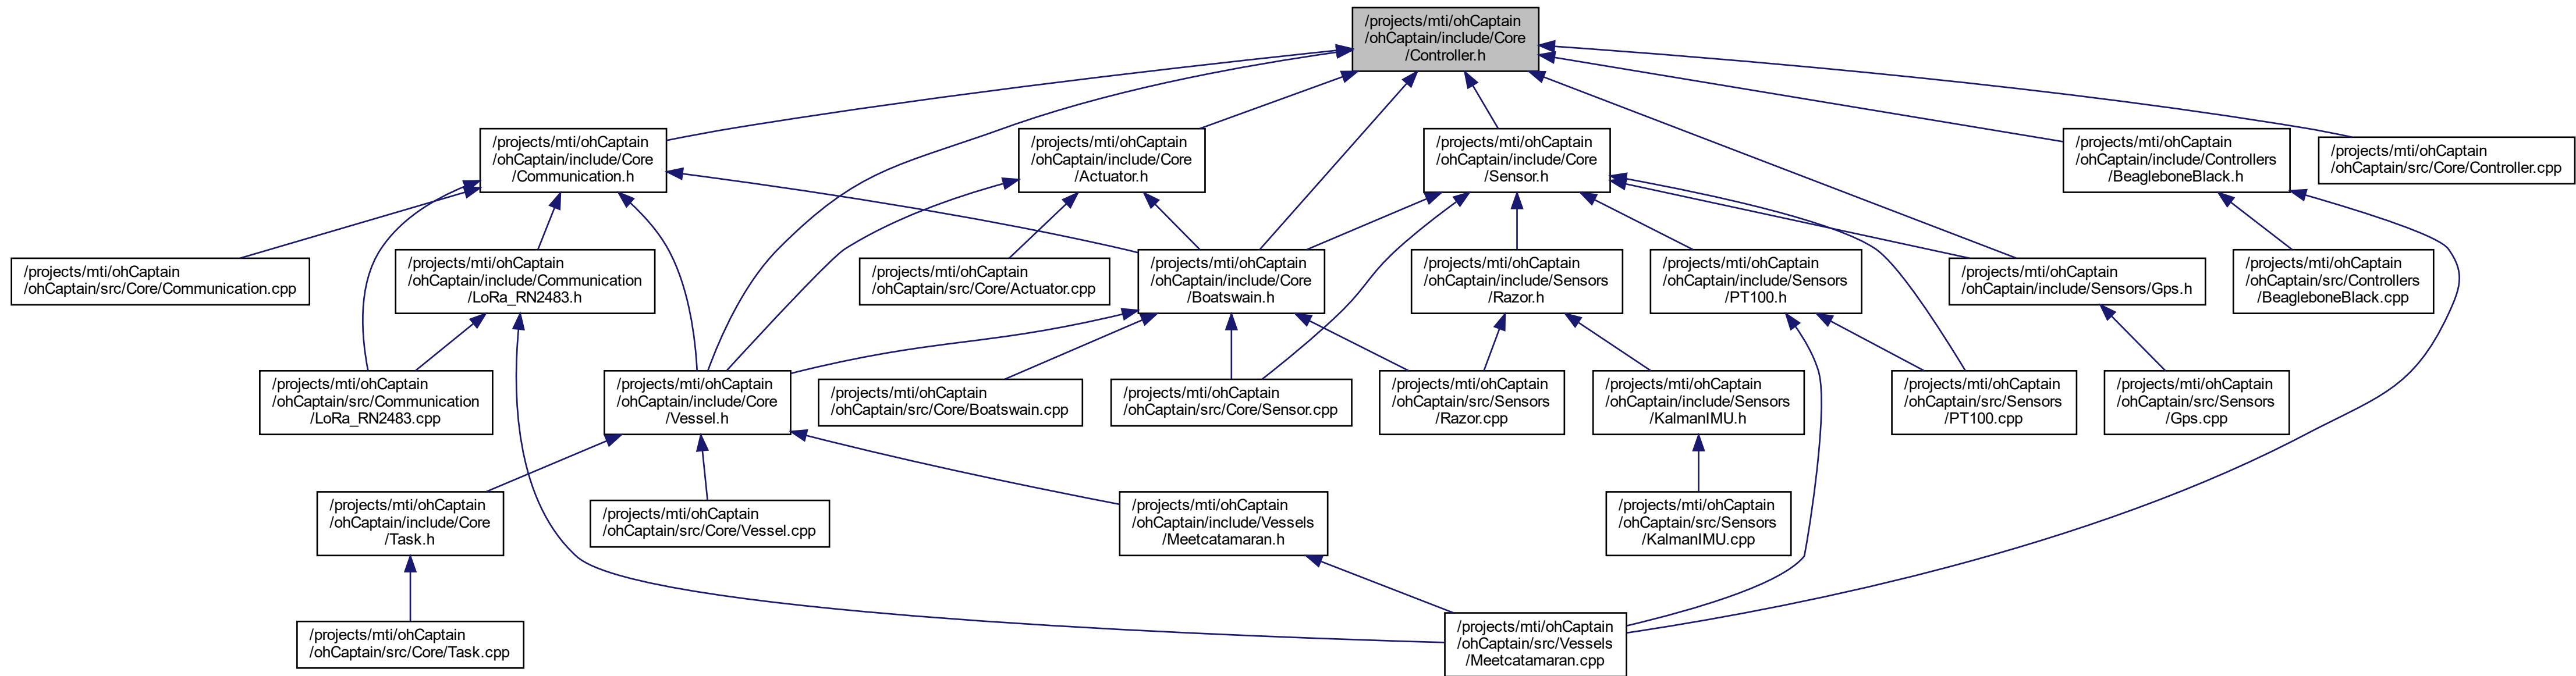 /projects/mti/ohCaptain
/ohCaptain/include/Core
/Controller.h
/projects/mti/ohCaptain
/ohCaptain/include/Core
/Communication.h
/projects/mti/ohCaptain
/ohCaptain/include/Core
/Actuator.h
/projects/mti/ohCaptain
/ohCaptain/include/Core
/Sensor.h
/projects/mti/ohCaptain
/ohCaptain/include/Controllers
/BeagleboneBlack.h
/projects/mti/ohCaptain
/ohCaptain/src/Core/Controller.cpp
/projects/mti/ohCaptain
/ohCaptain/src/Core/Communication.cpp
/projects/mti/ohCaptain
/ohCaptain/include/Communication
/LoRa_RN2483.h
/projects/mti/ohCaptain
/ohCaptain/src/Core/Actuator.cpp
/projects/mti/ohCaptain
/ohCaptain/include/Core
/Boatswain.h
/projects/mti/ohCaptain
/ohCaptain/include/Sensors
/Razor.h
/projects/mti/ohCaptain
/ohCaptain/include/Sensors
/PT100.h
/projects/mti/ohCaptain
/ohCaptain/include/Sensors/Gps.h
/projects/mti/ohCaptain
/ohCaptain/src/Controllers
/BeagleboneBlack.cpp
/projects/mti/ohCaptain
/ohCaptain/src/Communication
/LoRa_RN2483.cpp
/projects/mti/ohCaptain
/ohCaptain/include/Core
/Vessel.h
/projects/mti/ohCaptain
/ohCaptain/src/Core/Boatswain.cpp
/projects/mti/ohCaptain
/ohCaptain/src/Core/Sensor.cpp
/projects/mti/ohCaptain
/ohCaptain/src/Sensors
/Razor.cpp
/projects/mti/ohCaptain
/ohCaptain/include/Sensors
/KalmanIMU.h
/projects/mti/ohCaptain
/ohCaptain/src/Sensors
/PT100.cpp
/projects/mti/ohCaptain
/ohCaptain/src/Sensors
/Gps.cpp
/projects/mti/ohCaptain
/ohCaptain/include/Core
/Task.h
/projects/mti/ohCaptain
/ohCaptain/src/Core/Vessel.cpp
/projects/mti/ohCaptain
/ohCaptain/include/Vessels
/Meetcatamaran.h
/projects/mti/ohCaptain
/ohCaptain/src/Sensors
/KalmanIMU.cpp
/projects/mti/ohCaptain
/ohCaptain/src/Core/Task.cpp
/projects/mti/ohCaptain
/ohCaptain/src/Vessels
/Meetcatamaran.cpp